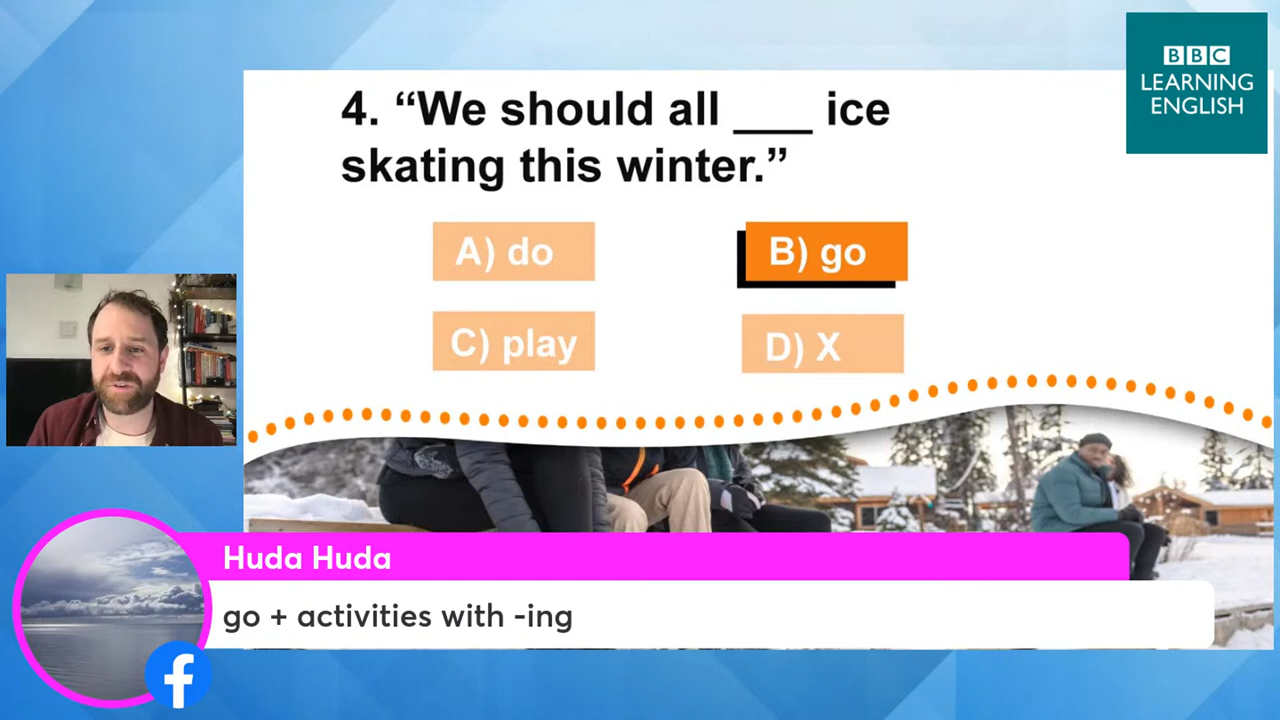 BBC
LEARNING
ENGLISH
4. “We should all ___ ice
skating this winter.”
A) do
B) go
C) play
D) X
Huda Huda
go + activities with -ing